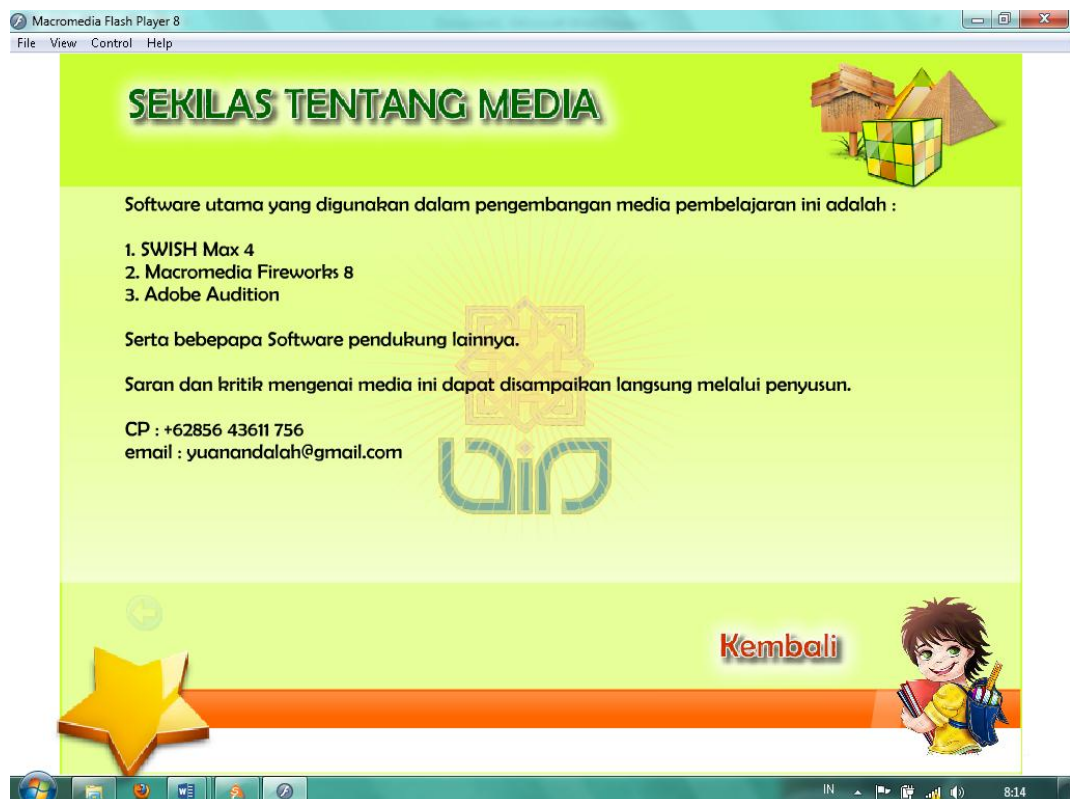 Macromedia Flash Player 8
File View Control Help
SEKILAS TENTANG MEDIA
Software utama yang digunakan dalam pengembangan media pembelajaran ini adalah :
1. SWISH Max 4
2. Macromedia Fireworks 8
3. Adobe Audition
Serta bebepapa Software pendukung lainnya.
Saran dan kritik mengenai media ini dapat disampaikan langsung melalui penyusun.
CP : +62856 43611 756
email : yuanandalah@gmail.com
uin
Kembali
IN
8:14